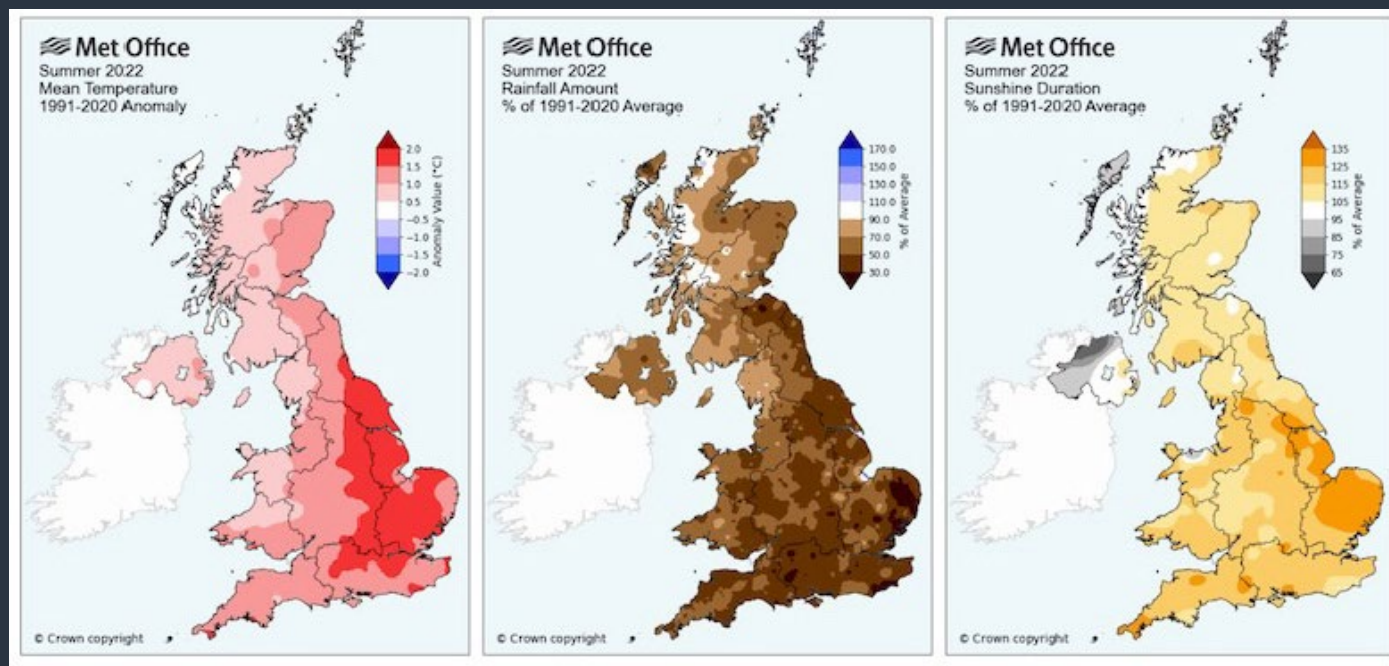 Met Office
Summer 2022
Mean Temperature
1991-2020 Anomaly
2.0
1.5
1.0
0.5
−0.5
−1.0
−1.5
−2.0
Anomaly Value (°C)
© Crown copyright
Met Office
Summer 2022
Rainfall Amount
% of 1991-2020 Average
170.0
150.0
130.0
110.0
90.0
70.0
50.0
30.0
% of Average
© Crown copyright
Met Office
Summer 2022
Sunshine Duration
% of 1991-2020 Average
135
125
115
105
95
85
75
65
% of Average
© Crown copyright